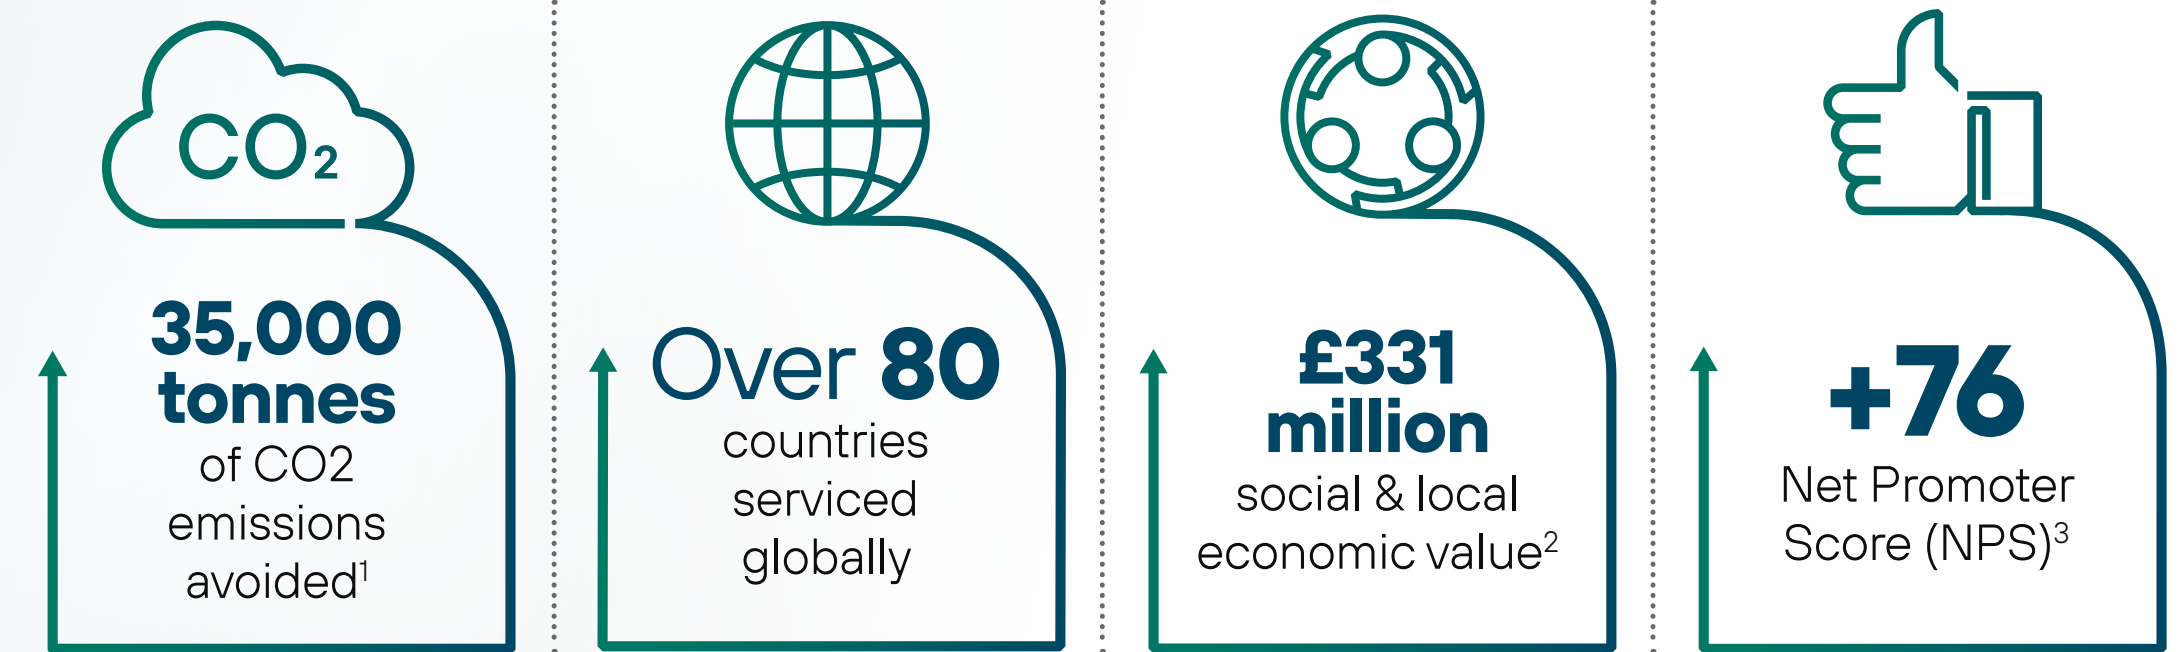 CO₂
35,000
tonnes
of CO2
emissions
avoided¹
Over 80
countries
serviced
globally
£331
million
social & local
economic value²
+76
Net Promoter
Score (NPS)³